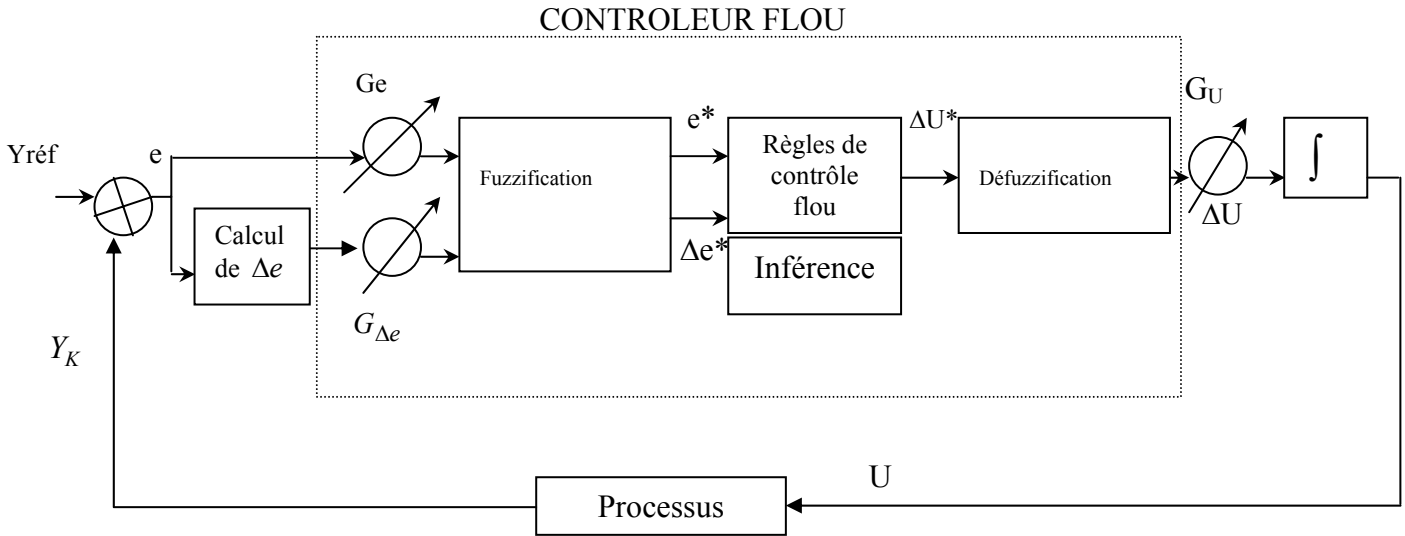 CONTROLEUR FLOU
Ge
G_U
Yréf
e
e*
ΔU*
Fuzzification
Règles de
contrôle
flou
Défuzzification
∫
Calcul
de Δe
ΔU
Δe*
Inférence
G_Δe
Y_K
U
Processus